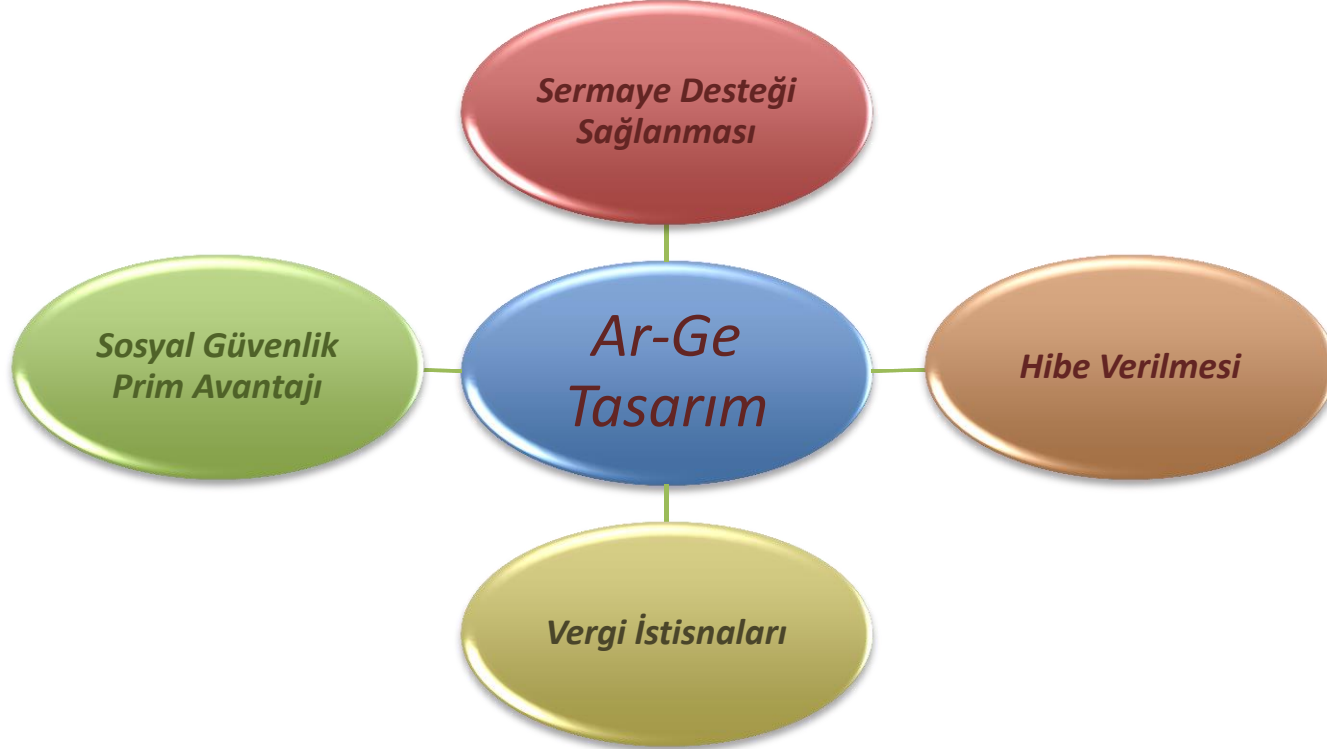 Sermaye Desteği
Sağlanması
Sosyal Güvenlik
Prim Avantajı
Ar-Ge
Tasarım
Hibe Verilmesi
Vergi İstisnaları